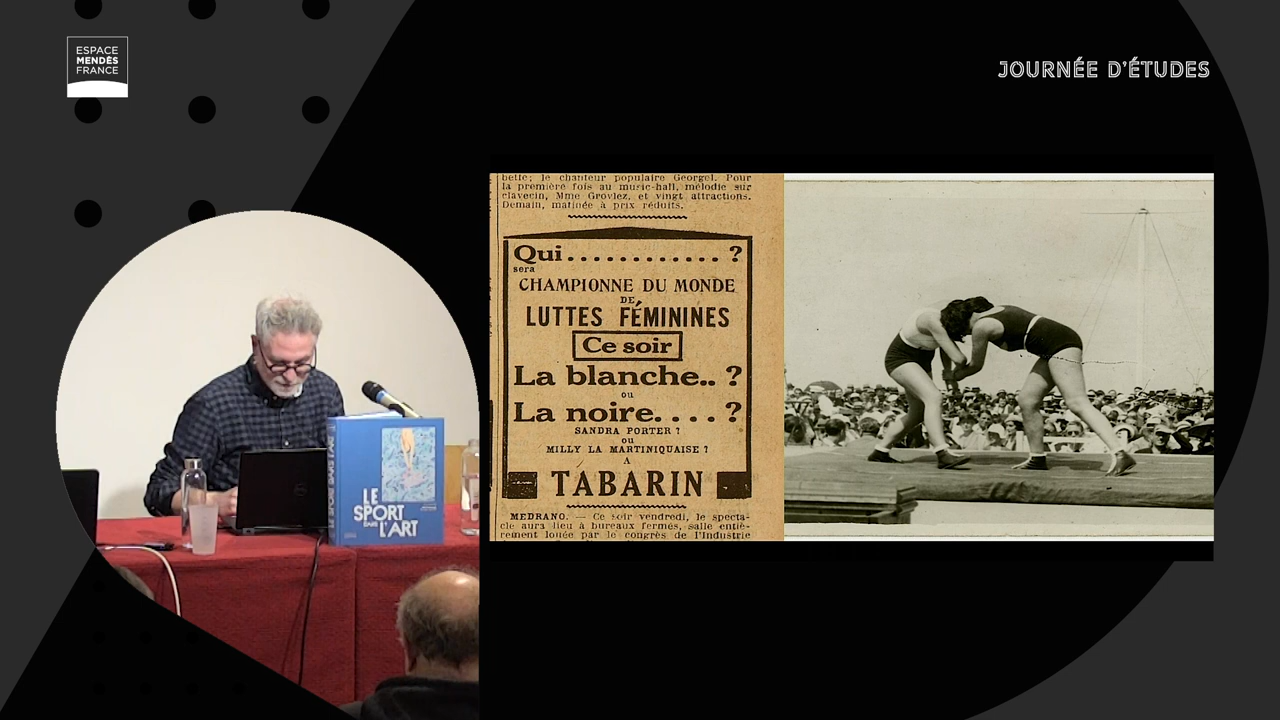 ESPACE
MENDÈS
FRANCE
JOURNÉE D'ÉTUDES
bette; le chanteur populaire Georgel. Pour
la première fois au music-hall, mélodie sur
clavecin, Mme Grovlez, et vingt attractions.
Demain, matinée à prix réduits.
Qui............?
sera
CHAMPIONNE DU MONDE
DE
LUTTES FÉMININES
Ce soir
La blanche..?
ou
La noire....?
SANDRA PORTER ?
ou
MILLY LA MARTINIQUAISE ?
A
TABARIN
MEDRANO. — Ce soir vendredi, le specta-
cle aura lieu à bureaux fermés, salle entiè-
rement louée par le congrès de l'Industrie
LE
SPORT
DANS
L'ART